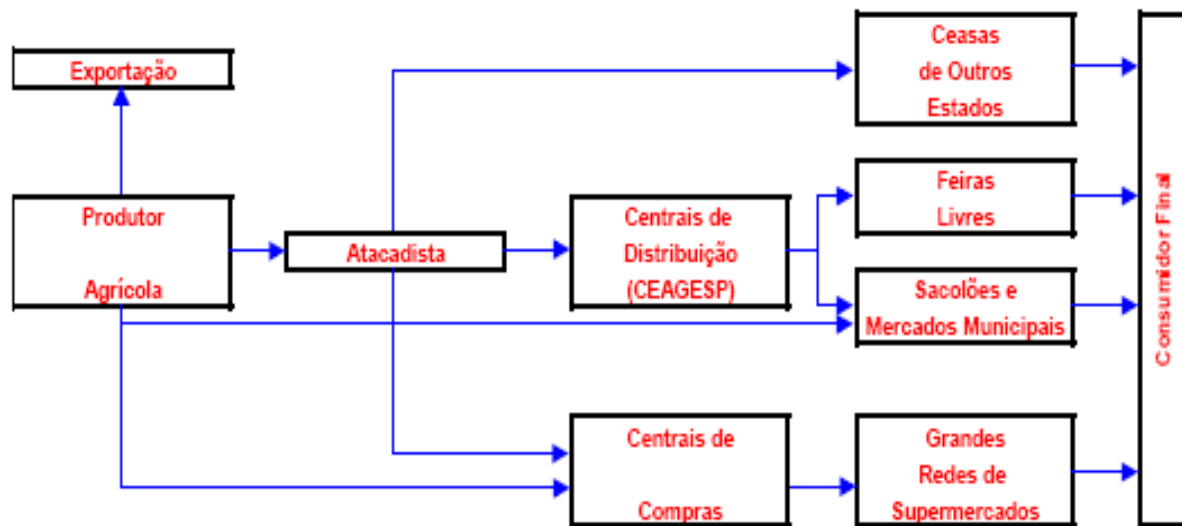 Exportação
Produtor
Agrícola
Atacadista
Centrais de
Distribuição
(CEAGESP)
Centrais de
Compras
Ceasas
de Outros
Estados
Feiras
Livres
Sacolões e
Mercados Municipais
Grandes
Redes de
Supermercados
Consumidor Final